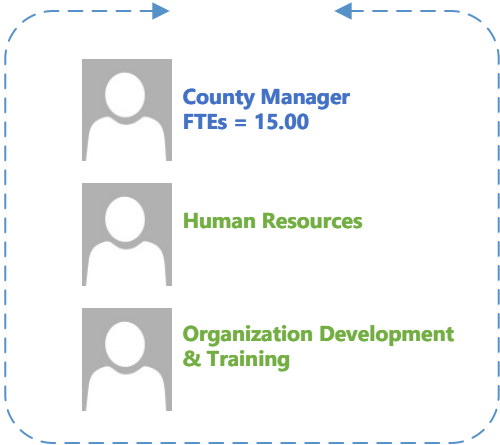 County Manager
FTEs = 15.00
Human Resources
Organization Development
& Training